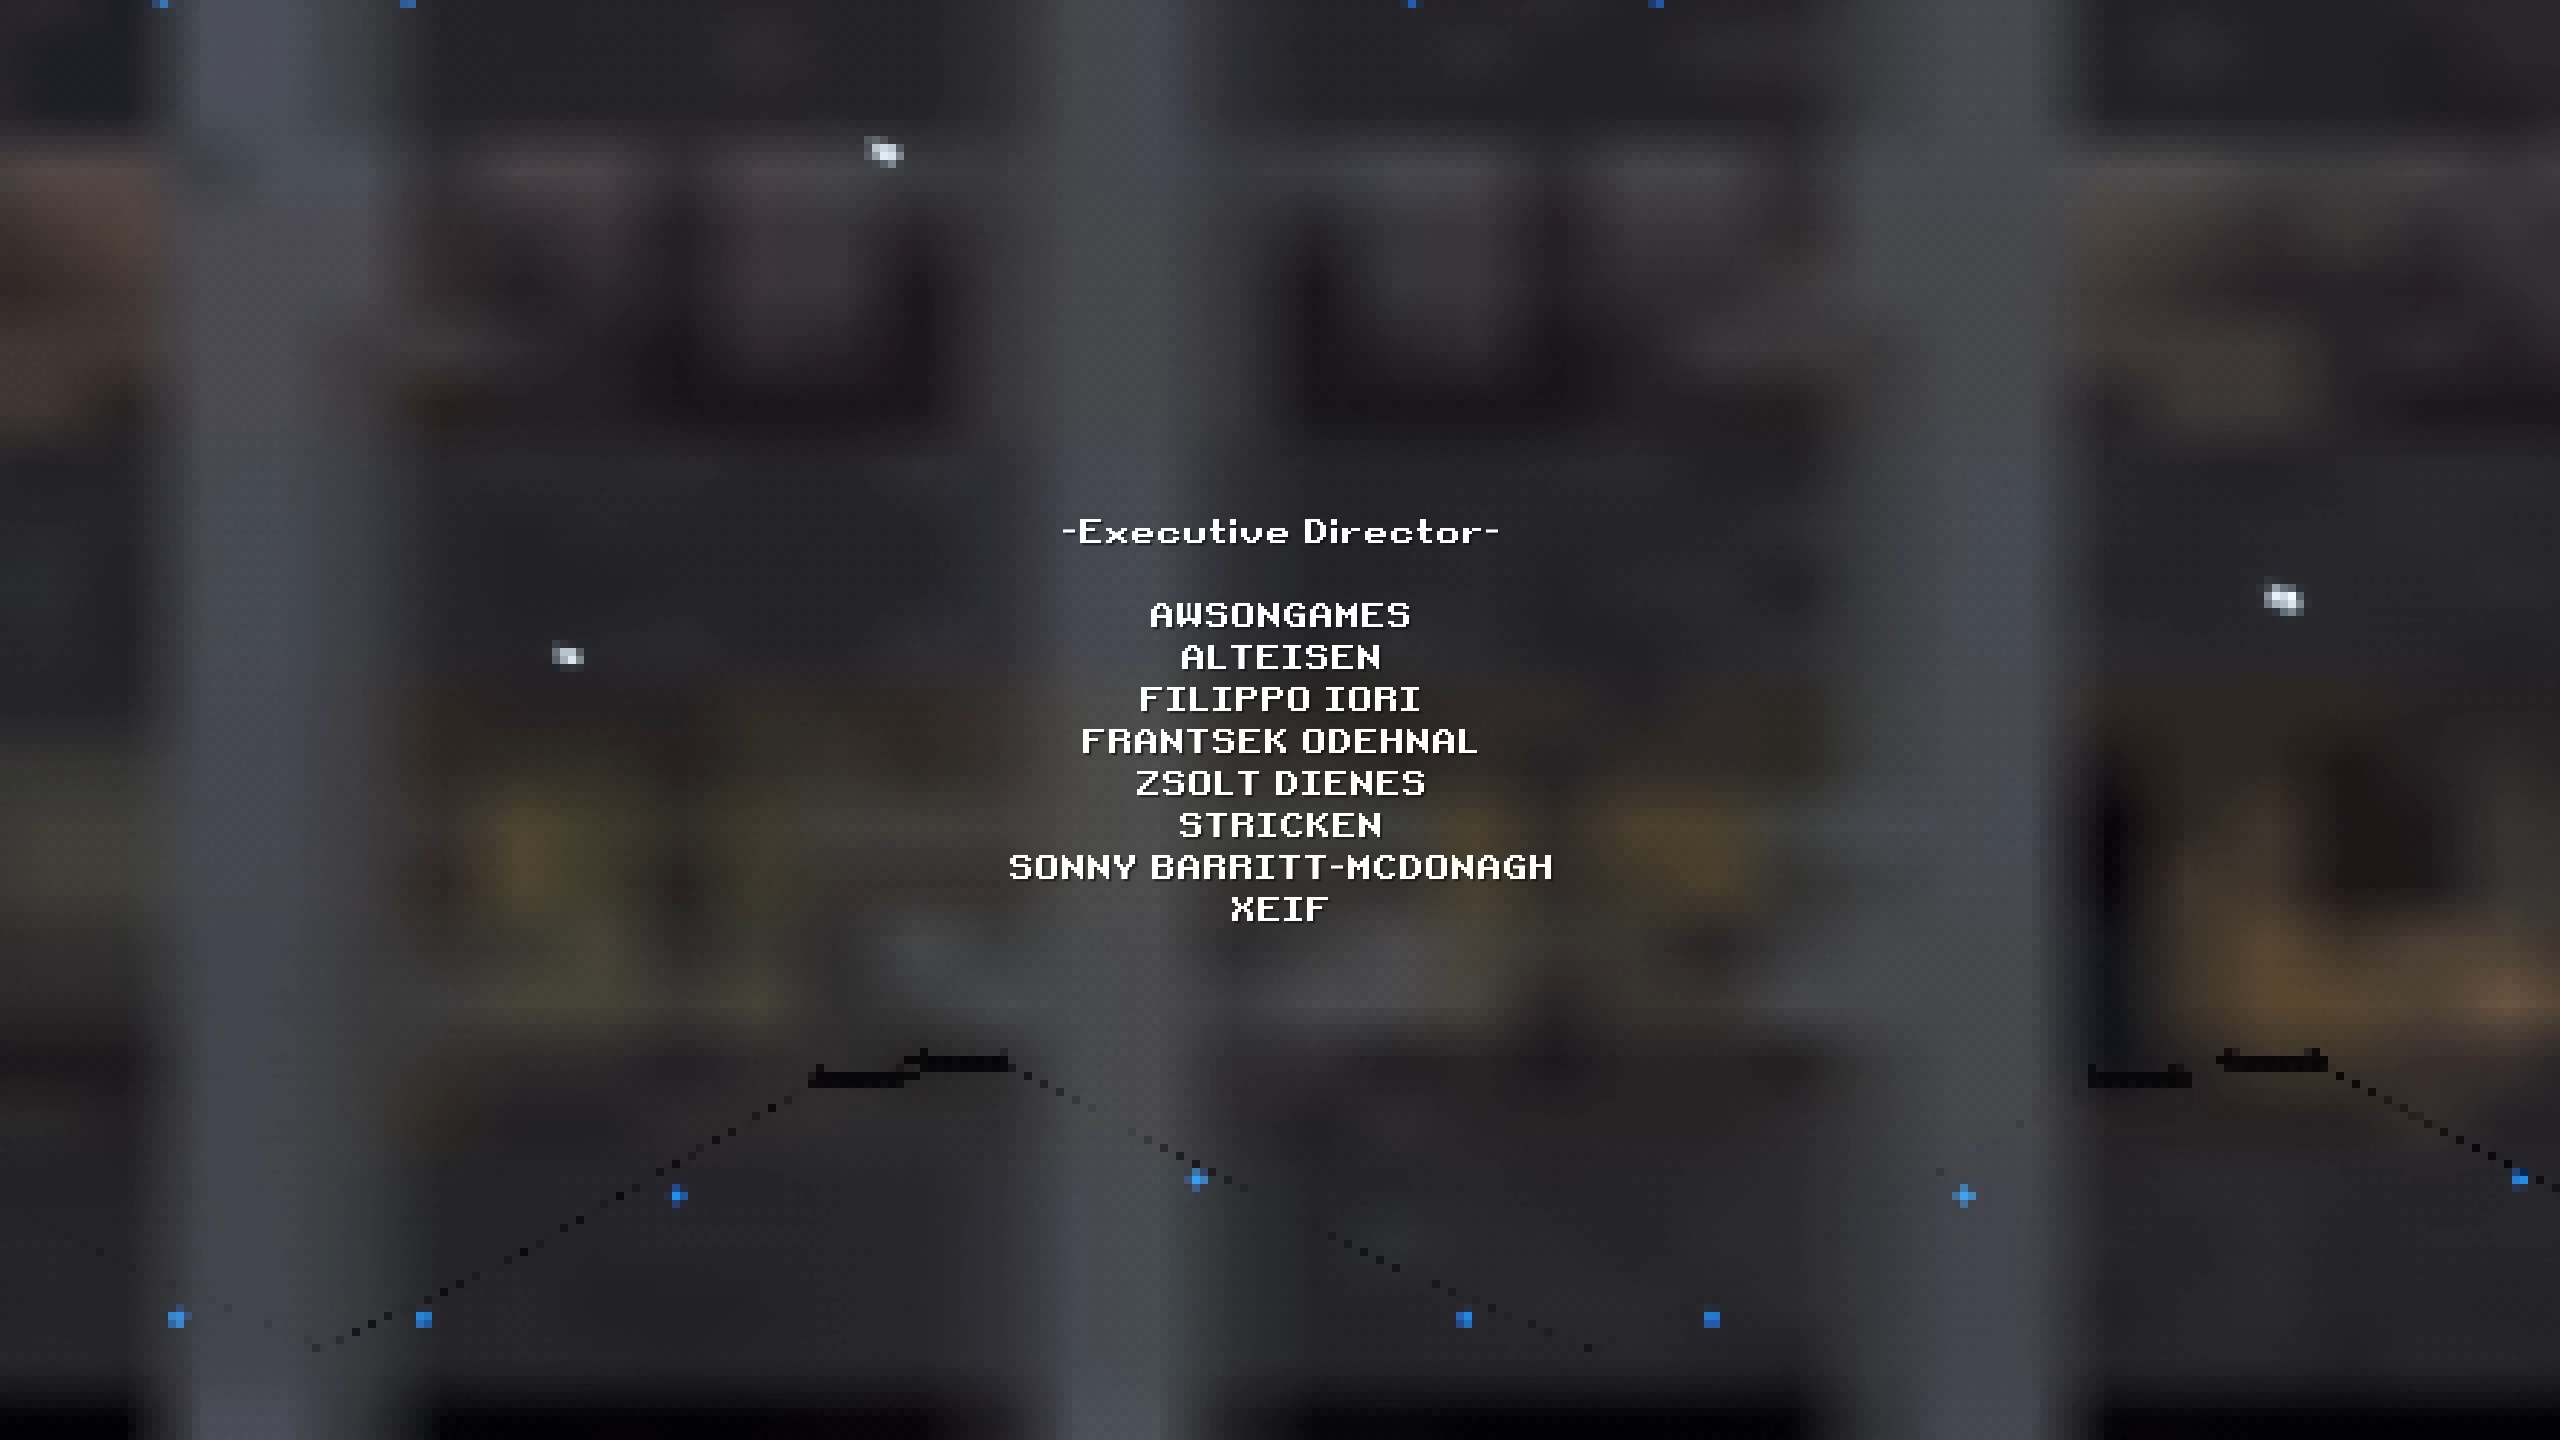 -Executive Director-
AWSONGAMES
ALTEISEN
FILIPPO IORI
FRANTSEK ODEHNAL
ZSOLT DIENES
STRICKEN
SONNY BARRITT-MCDONAGH
XEIF